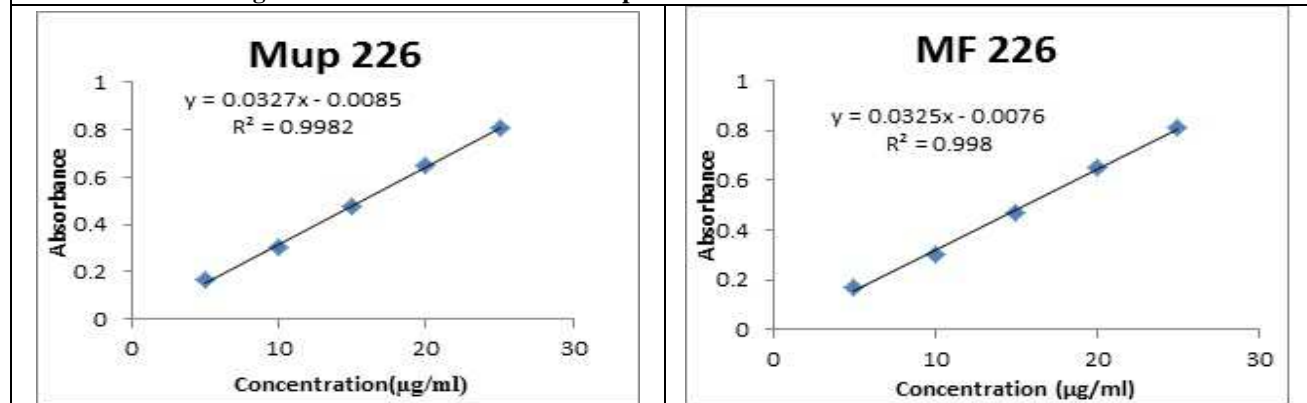 Mup 226
y = 0.0327x - 0.0085
R² = 0.9982
1
0.8
0.6
0.4
0.2
0
0 10 20 30
Absorbance
Concentration(µg/ml)
MF 226
y = 0.0325x - 0.0076
R² = 0.998
1
0.8
0.6
0.4
0.2
0
0 10 20 30
Absorbance
Concentration (µg/ml)